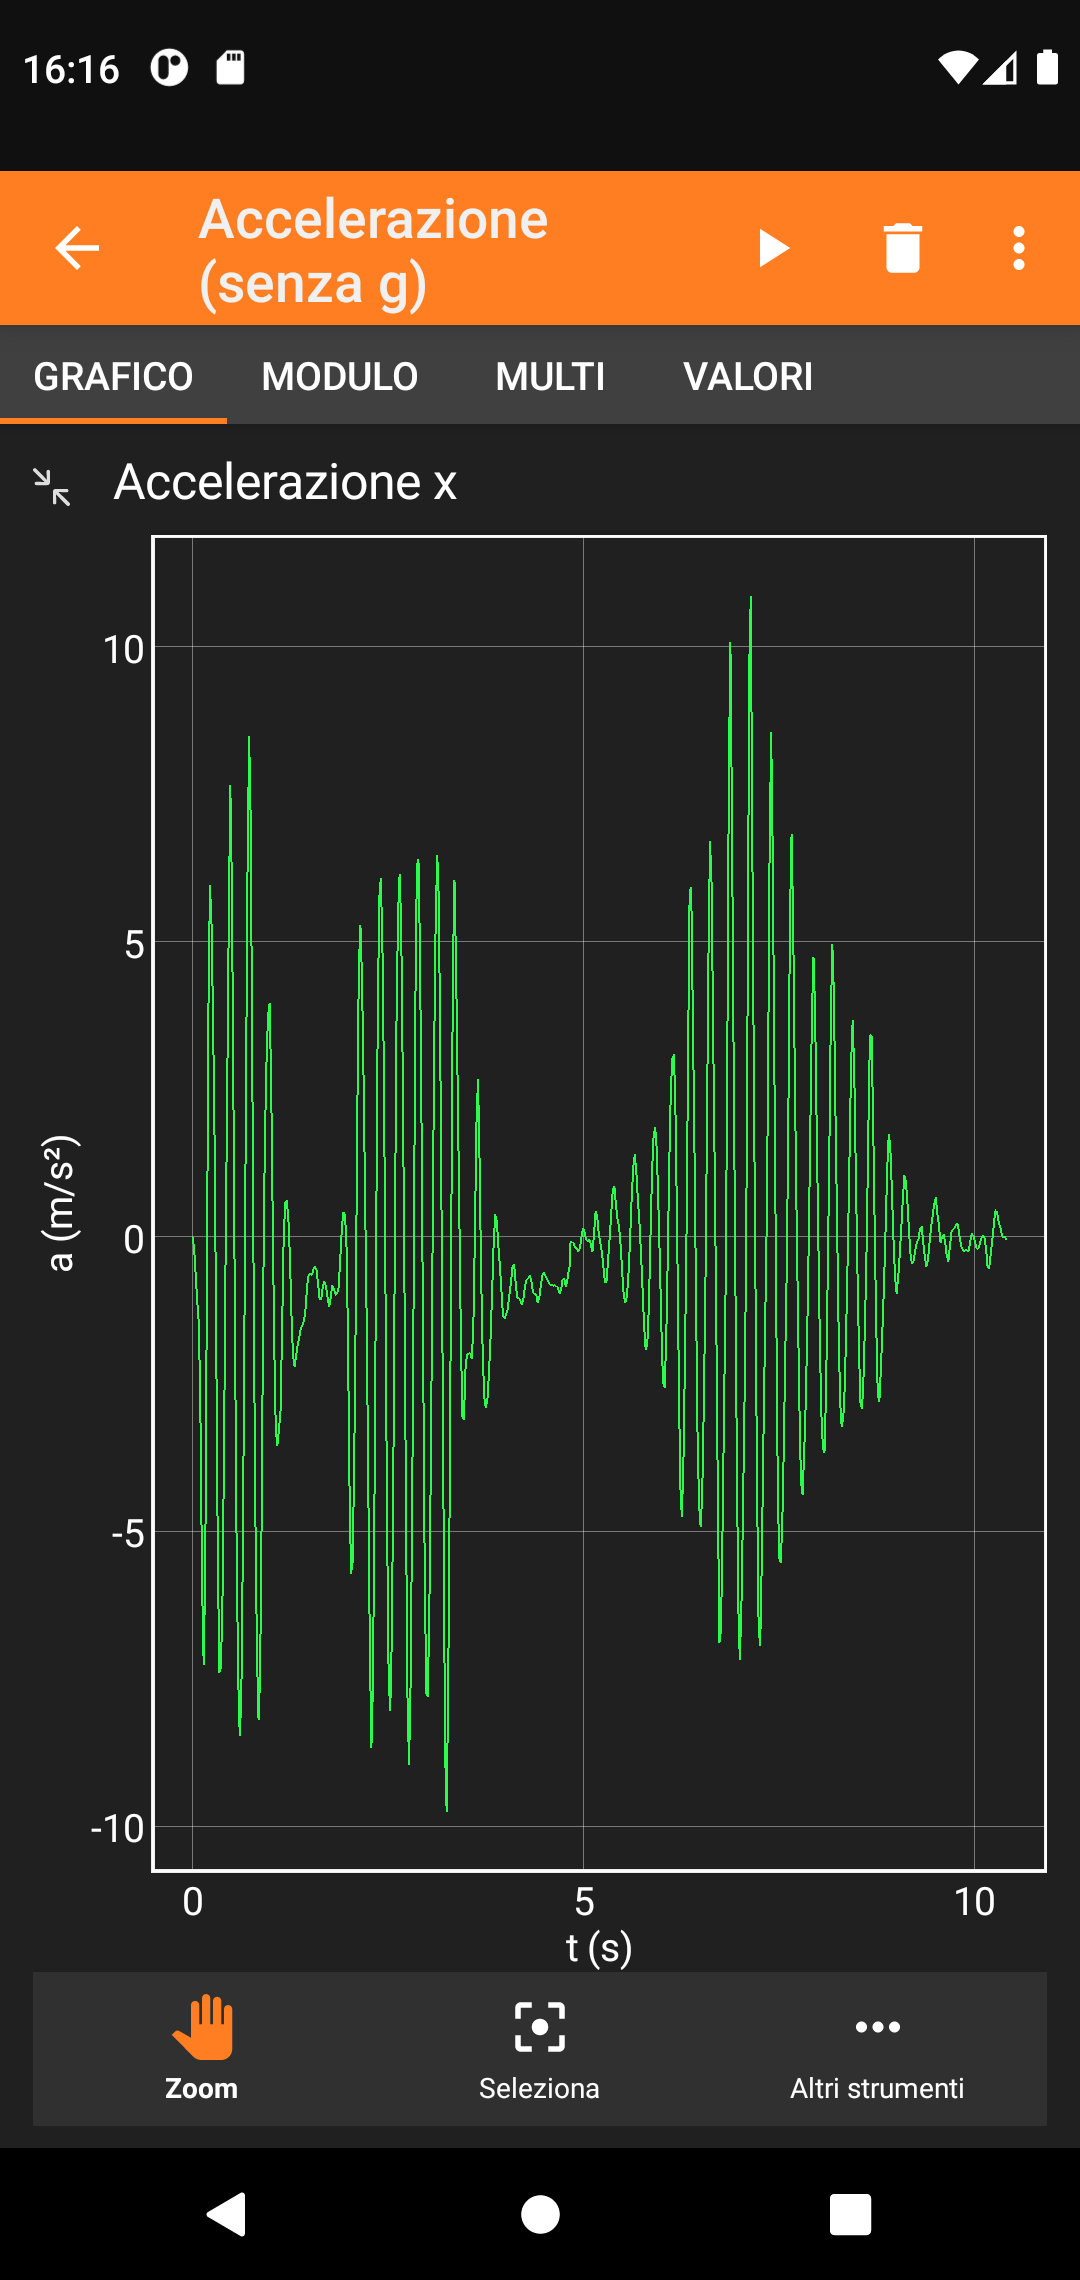 16:16
Accelerazione
(senza g)
GRAFICO MODULO MULTI VALORI
Accelerazione x
10
5
0
-5
-10
a (m/s²)
0 5 10
t (s)
Zoom Seleziona Altri strumenti